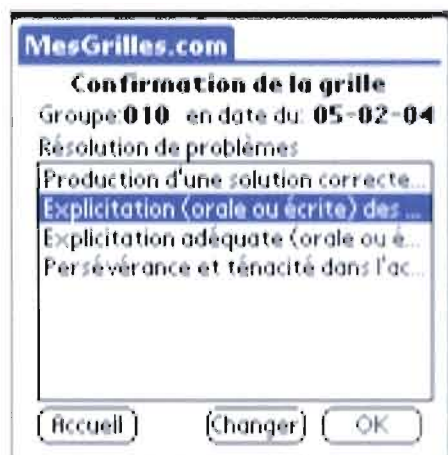 MesGrilles.com
Confirmation de la grille
Groupe:010 en date du: 05-02-04
Résolution de problèmes
Production d'une solution correcte...
Explicitation (orale ou écrite) des ...
Explicitation adéquate (orale ou é...
Persévérance et ténacité dans l'ac...
Accueil Changer OK